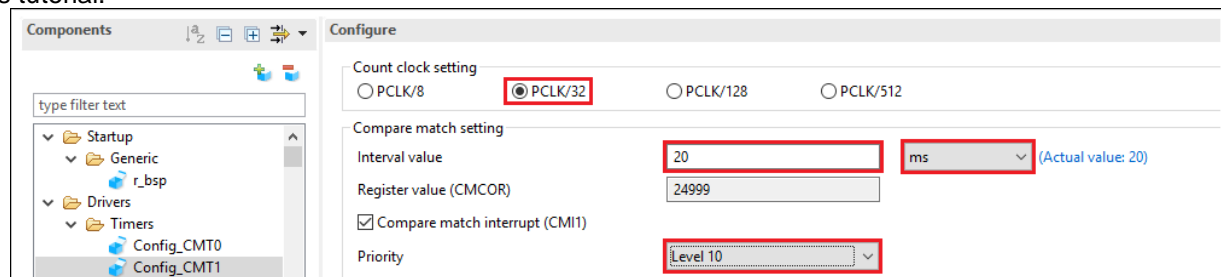 s tutorial.
Components
Configure
Count clock setting
PCLK/8 PCLK/32 PCLK/128 PCLK/512
type filter text
Startup
Generic
r_bsp
Drivers
Timers
Config_CMT0
Config_CMT1
Compare match setting
Interval value 20 ms (Actual value: 20)
Register value (CMCOR) 24999
Compare match interrupt (CMI1)
Priority Level 10